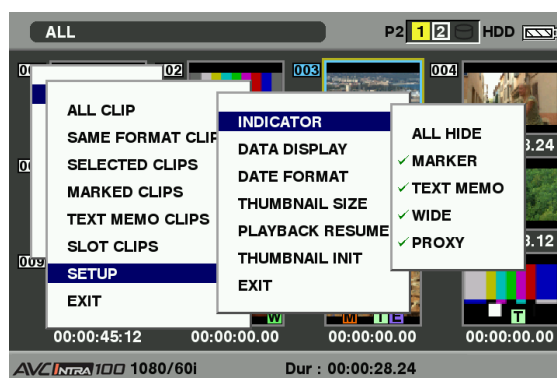 ALL P2 1 2 HDD
02 003 004
ALL CLIP
SAME FORMAT CLIP
SELECTED CLIPS
MARKED CLIPS
TEXT MEMO CLIPS
SLOT CLIPS
SETUP
EXIT
INDICATOR
DATA DISPLAY
DATE FORMAT
THUMBNAIL SIZE
PLAYBACK RESUME
THUMBNAIL INIT
EXIT
ALL HIDE
MARKER
TEXT MEMO
WIDE
PROXY
3.24
3.12
009
W M T E T
00:00:45:12 00:00:00.00 00:00:00.00 00:00:00.00
AVC INTRA 100 1080/60i Dur : 00:00:28.24